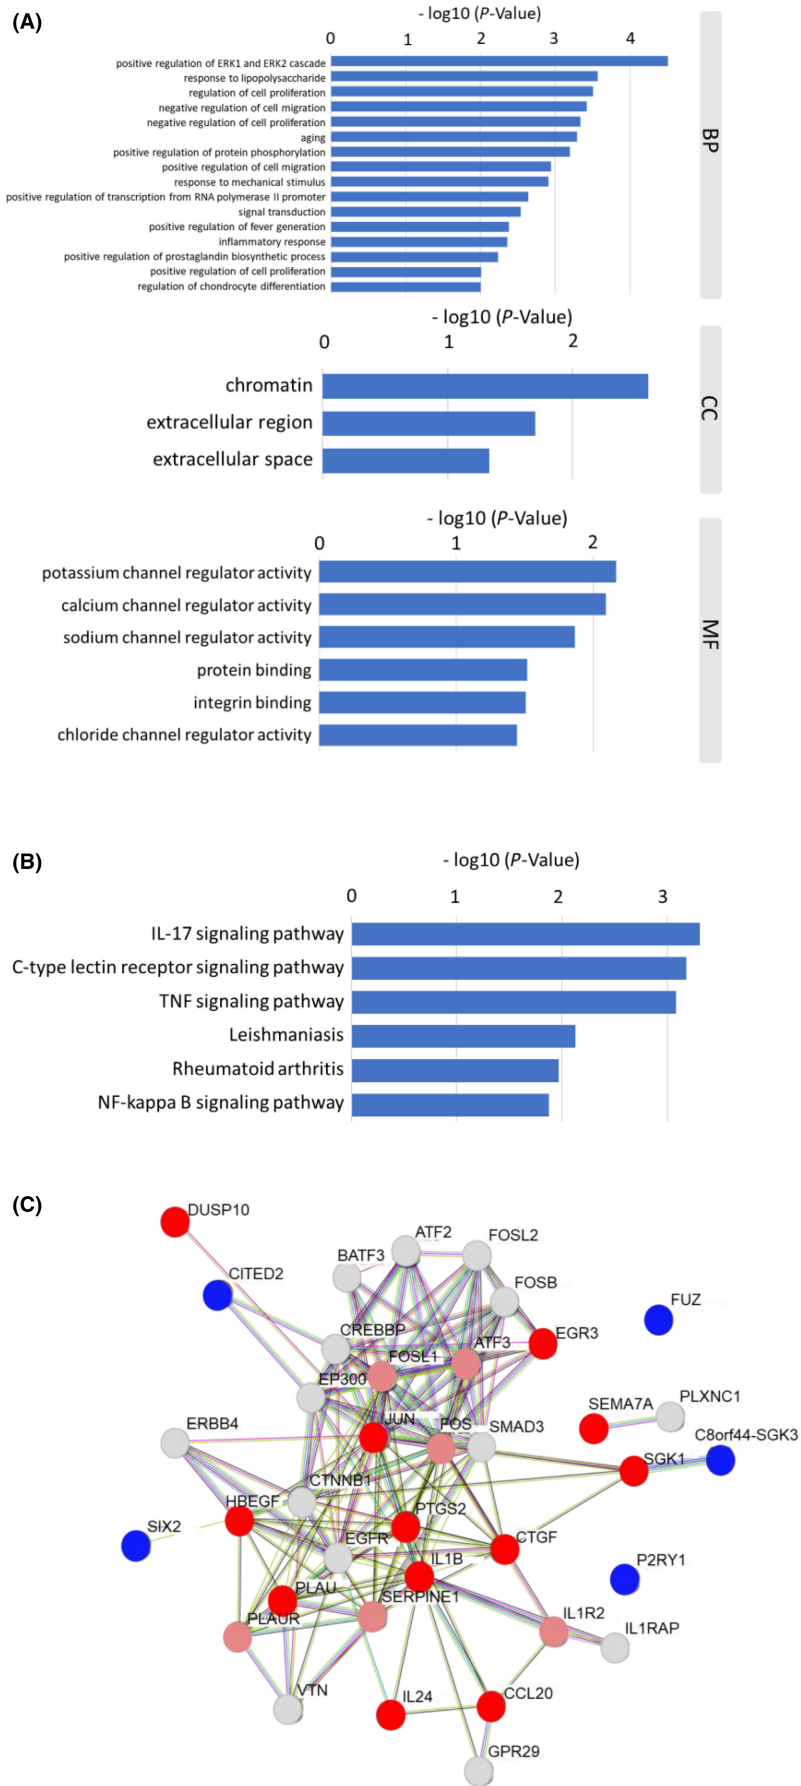 (A)
- log10 (P-Value)
0 1 2 3 4
positive regulation of ERK1 and ERK2 cascade
response to lipopolysaccharide
regulation of cell proliferation
negative regulation of cell migration
negative regulation of cell proliferation
aging
positive regulation of protein phosphorylation
positive regulation of cell migration
response to mechanical stimulus
positive regulation of transcription from RNA polymerase II promoter
signal transduction
positive regulation of fever generation
inflammatory response
positive regulation of prostaglandin biosynthetic process
positive regulation of cell proliferation
regulation of chondrocyte differentiation
BP
- log10 (P-Value)
0 1 2
chromatin
extracellular region
extracellular space
CC
- log10 (P-Value)
0 1 2
potassium channel regulator activity
calcium channel regulator activity
sodium channel regulator activity
protein binding
integrin binding
chloride channel regulator activity
MF
(B)
- log10 (P-Value)
0 1 2 3
IL-17 signaling pathway
C-type lectin receptor signaling pathway
TNF signaling pathway
Leishmaniasis
Rheumatoid arthritis
NF-kappa B signaling pathway
(C)
DUSP10
ATF2
FOSL2
BATF3
CITED2
FOSB
FUZ
CREBBP
EGR3
ATF3
FOSL1
EP300
SEMA7A
PLXNC1
ERBB4
JUN
FOS
SMAD3
C8orf44-SGK3
SGK1
CTNNB1
HBEGF
PTGS2
SIX2
EGFR
CTGF
IL1B
P2RY1
PLAU
SERPINE1
PLAUR
IL1R2
IL1RAP
VTN
IL24
CCL20
GPR29